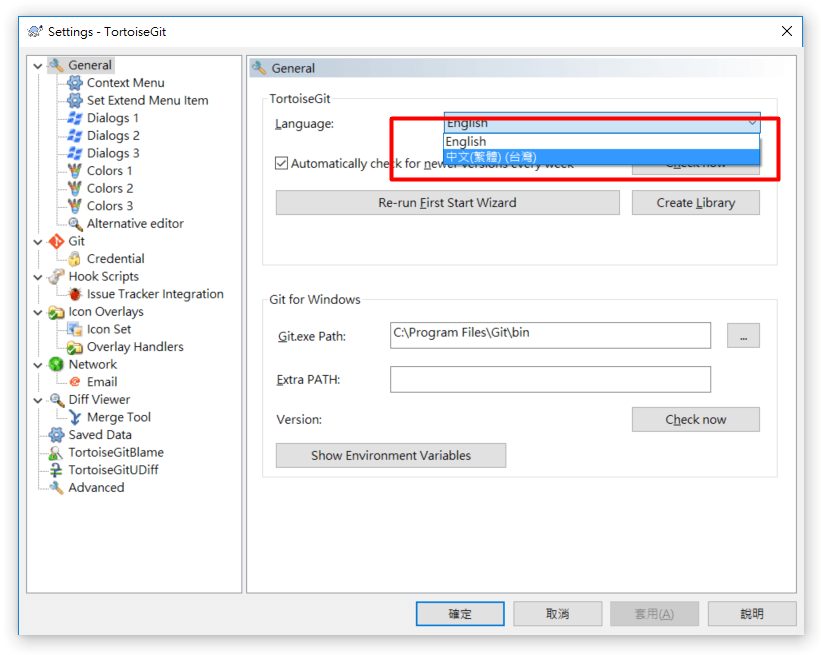 Settings - TortoiseGit
General
Context Menu
Set Extend Menu Item
Dialogs 1
Dialogs 2
Dialogs 3
Colors 1
Colors 2
Colors 3
Alternative editor
Git
Credential
Hook Scripts
Issue Tracker Integration
Icon Overlays
Icon Set
Overlay Handlers
Network
Email
Diff Viewer
Merge Tool
Saved Data
TortoiseGitBlame
TortoiseGitUDiff
Advanced
General
TortoiseGit
Language:
English
English
中文(繁體) (台灣)
Automatically check for newer versions every week
Check now
Re-run First Start Wizard
Create Library
Git for Windows
Git.exe Path:
C:\Program Files\Git\bin
...
Extra PATH:
Version:
Check now
Show Environment Variables
確定
取消
套用(A)
說明